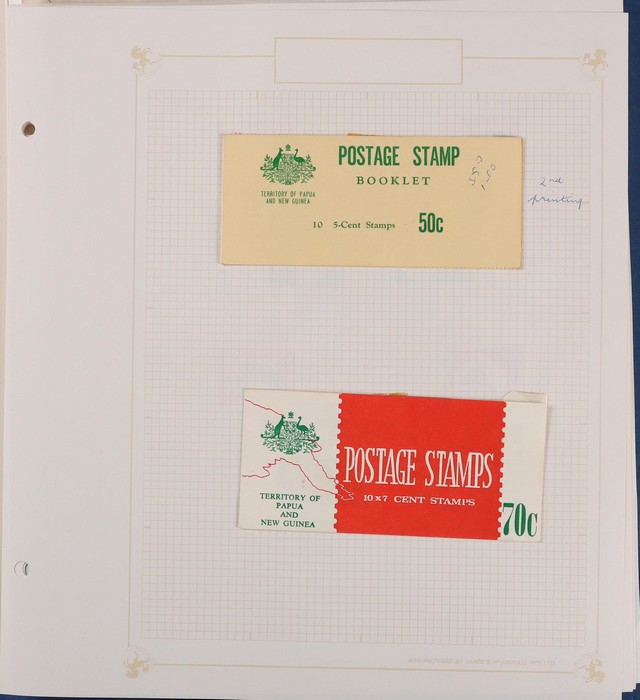 POSTAGE STAMP
BOOKLET
TERRITORY OF PAPUA
AND NEW GUINEA
10 5-Cent Stamps 50c
2nd
printing
POSTAGE STAMPS
10 x 7 CENT STAMPS
TERRITORY OF
PAPUA
AND
NEW GUINEA
70c